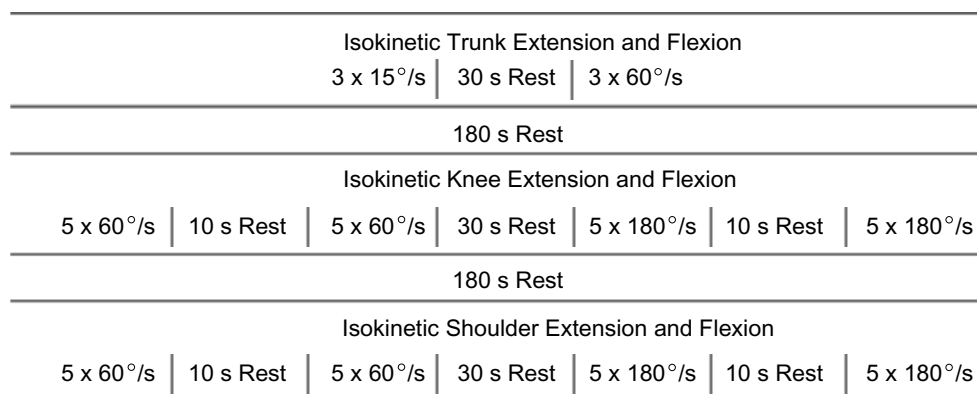 Isokinetic Trunk Extension and Flexion
3 x 15°/s 30 s Rest 3 x 60°/s
180 s Rest
Isokinetic Knee Extension and Flexion
5 x 60°/s 10 s Rest 5 x 60°/s 30 s Rest 5 x 180°/s 10 s Rest 5 x 180°/s
180 s Rest
Isokinetic Shoulder Extension and Flexion
5 x 60°/s 10 s Rest 5 x 60°/s 30 s Rest 5 x 180°/s 10 s Rest 5 x 180°/s